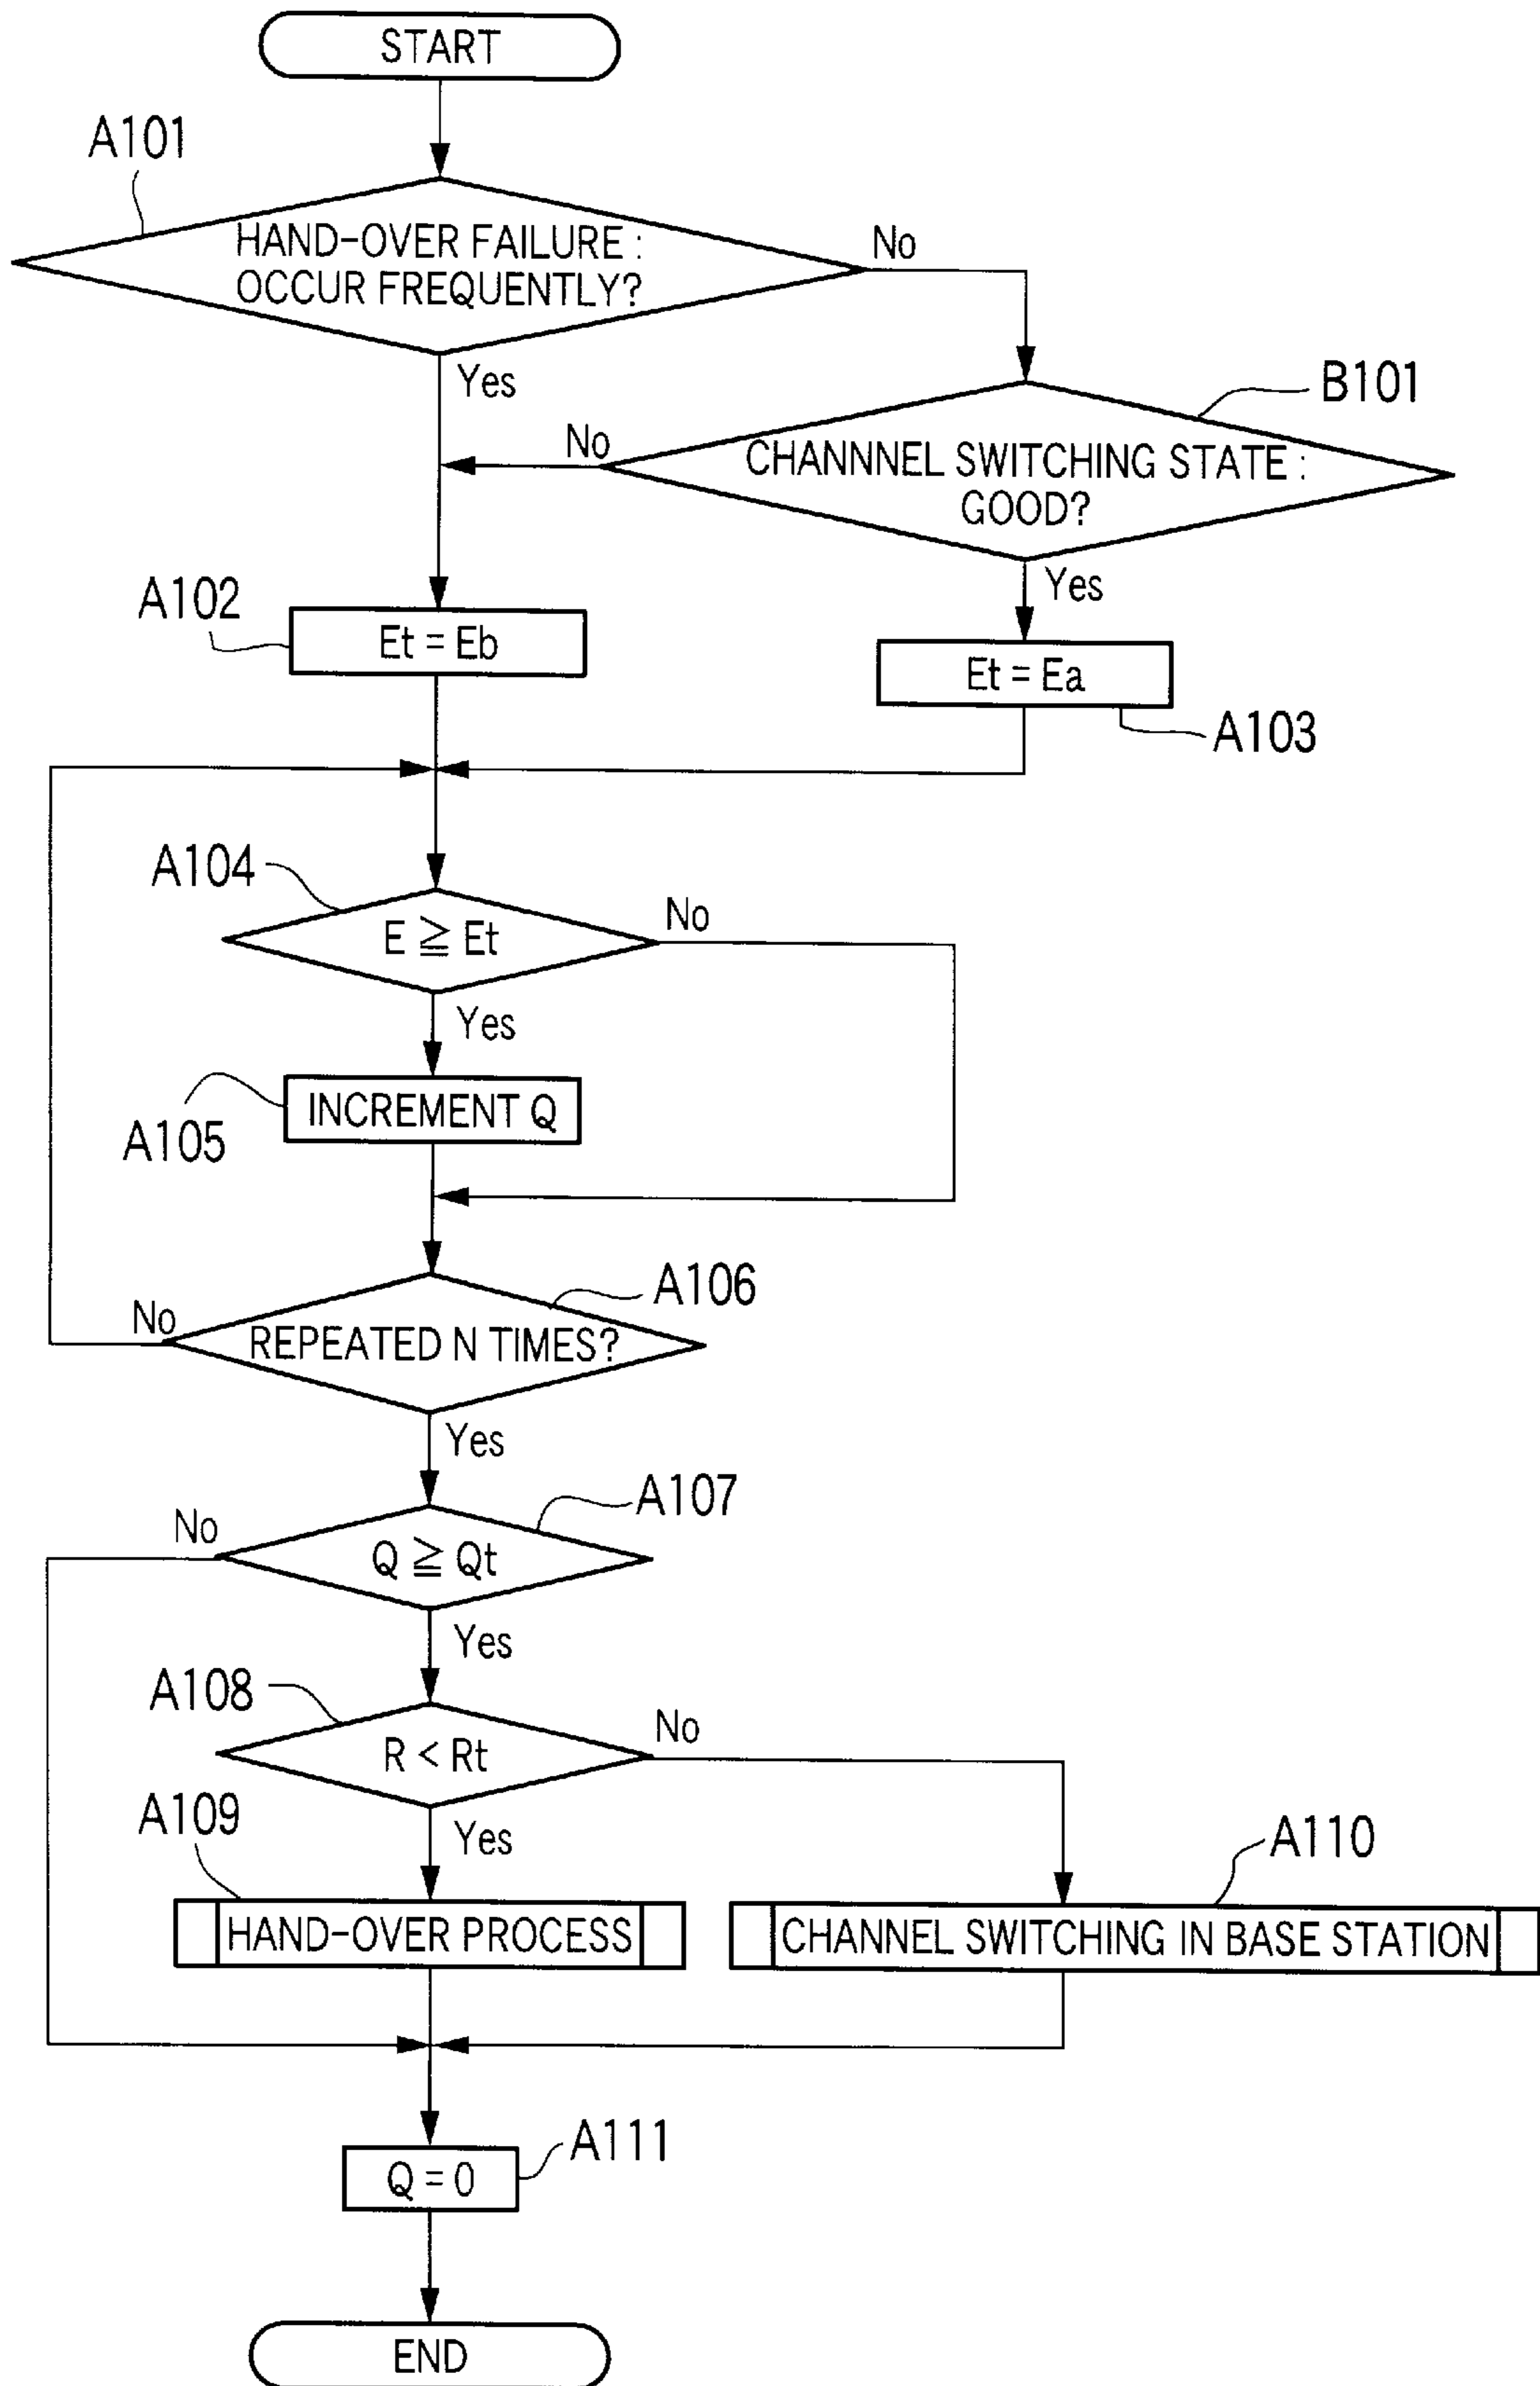 START
A101
HAND-OVER FAILURE :
OCCUR FREQUENTLY?
No
Yes
B101
No
CHANNNEL SWITCHING STATE :
GOOD?
Yes
A102
Et = Eb
Et = Ea
A103
A104
E ≧ Et
No
Yes
A105
INCREMENT Q
A106
No
REPEATED N TIMES?
Yes
A107
No
Q ≧ Qt
Yes
A108
R < Rt
No
Yes
A109
HAND-OVER PROCESS
A110
CHANNEL SWITCHING IN BASE STATION
A111
Q = 0
END